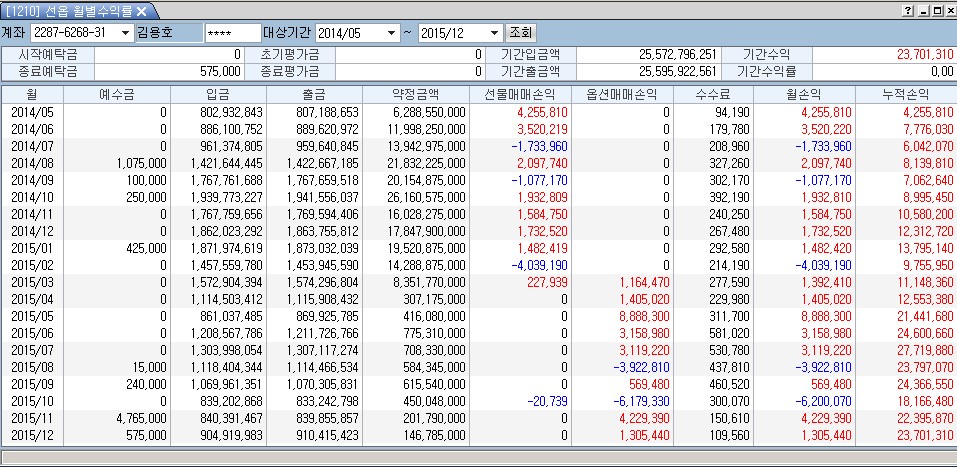 [1210] 선옵 월별수익률
계좌 2287-6268-31 김용호 **** 대상기간 2014/05 ~ 2015/12 조회
시작예탁금 0 초기평가금 0 기간입금액 25,572,796,251 기간수익 23,701,310
종료예탁금 575,000 종료평가금 0 기간출금액 25,595,922,561 기간수익률 0,00
월 예수금 입금 출금 약정금액 선물매매손익 옵션매매손익 수수료 월손익 누적손익
2014/05 0 802,932,843 807,188,653 6,288,550,000 4,255,810 0 94,190 4,255,810 4,255,810
2014/06 0 886,100,752 889,620,972 11,998,250,000 3,520,219 0 179,780 3,520,220 7,776,030
2014/07 0 961,374,805 959,640,845 13,942,975,000 -1,733,960 0 208,960 -1,733,960 6,042,070
2014/08 1,075,000 1,421,644,445 1,422,667,185 21,832,225,000 2,097,740 0 327,260 2,097,740 8,139,810
2014/09 100,000 1,767,761,688 1,767,659,518 20,154,875,000 -1,077,170 0 302,170 -1,077,170 7,062,640
2014/10 250,000 1,939,773,227 1,941,556,037 26,160,575,000 1,932,809 0 392,190 1,932,810 8,995,450
2014/11 0 1,767,759,656 1,769,594,406 16,028,275,000 1,584,750 0 240,250 1,584,750 10,580,200
2014/12 0 1,862,023,292 1,863,755,812 17,847,900,000 1,732,520 0 267,480 1,732,520 12,312,720
2015/01 425,000 1,871,974,619 1,873,032,039 19,520,875,000 1,482,419 0 292,580 1,482,420 13,795,140
2015/02 0 1,457,559,780 1,453,945,590 14,288,875,000 -4,039,190 0 214,190 -4,039,190 9,755,950
2015/03 0 1,572,904,394 1,574,296,804 8,351,770,000 227,939 1,164,470 277,590 1,392,410 11,148,360
2015/04 0 1,114,503,412 1,115,908,432 307,175,000 0 1,405,020 229,980 1,405,020 12,553,380
2015/05 0 861,037,485 869,925,785 416,080,000 0 8,888,300 311,700 8,888,300 21,441,680
2015/06 0 1,208,567,786 1,211,726,766 775,310,000 0 3,158,980 581,020 3,158,980 24,600,660
2015/07 0 1,303,998,054 1,307,117,274 708,330,000 0 3,119,220 530,780 3,119,220 27,719,880
2015/08 15,000 1,118,404,344 1,114,466,534 584,345,000 0 -3,922,810 437,810 -3,922,810 23,797,070
2015/09 240,000 1,069,961,351 1,070,305,831 615,540,000 0 569,480 460,520 569,480 24,366,550
2015/10 0 839,202,868 833,242,798 450,048,000 -20,739 -6,179,330 300,070 -6,200,070 18,166,480
2015/11 4,765,000 840,391,467 839,855,857 201,790,000 0 4,229,390 150,610 4,229,390 22,395,870
2015/12 575,000 904,919,983 910,415,423 146,785,000 0 1,305,440 109,560 1,305,440 23,701,310